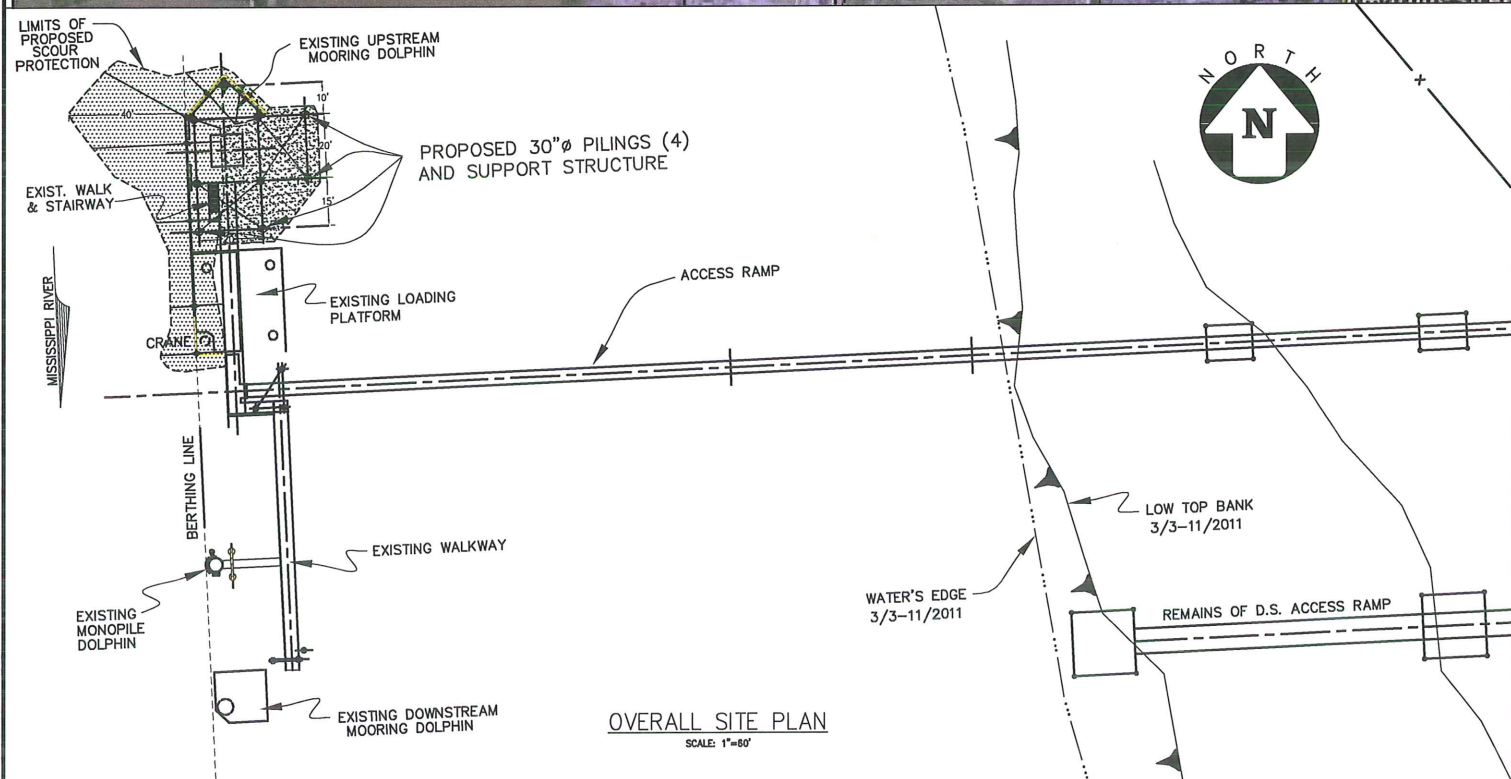 LIMITS OF
PROPOSED
SCOUR
PROTECTION
EXISTING UPSTREAM
MOORING DOLPHIN
NORTH
N
10'
40'
20'
15'
PROPOSED 30"ø PILINGS (4)
AND SUPPORT STRUCTURE
EXIST. WALK
& STAIRWAY
MISSISSIPPI RIVER
EXISTING LOADING
PLATFORM
ACCESS RAMP
CRANE
BERTHING LINE
EXISTING WALKWAY
EXISTING
MONOPILE
DOLPHIN
LOW TOP BANK
3/3-11/2011
WATER'S EDGE
3/3-11/2011
REMAINS OF D.S. ACCESS RAMP
EXISTING DOWNSTREAM
MOORING DOLPHIN
OVERALL SITE PLAN
SCALE: 1"=60'
x